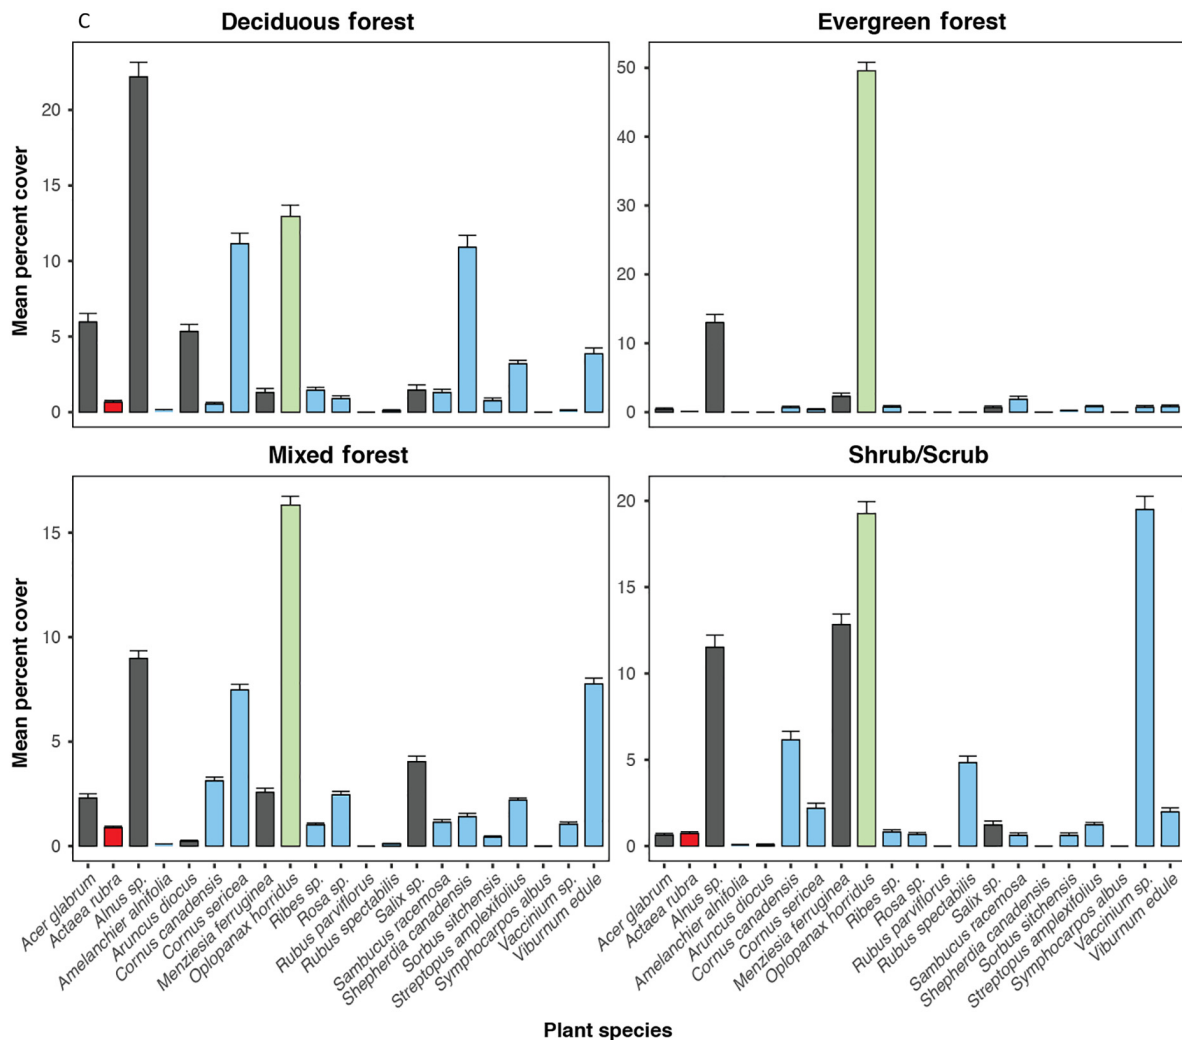 C
Deciduous forest
Evergreen forest
Mean percent cover
20
15
10
5
0
50
40
30
20
10
0
Mixed forest
Shrub/Scrub
Mean percent cover
15
10
5
0
20
15
10
5
0
Acer glabrum
Actaea rubra
Alnus sp.
Amelanchier alnifolia
Aruncus diocus
Cornus canadensis
Cornus sericea
Menziesia ferruginea
Oplopanax horridus
Ribes sp.
Rosa sp.
Rubus parviflorus
Rubus spectabilis
Salix sp.
Sambucus racemosa
Shepherdia canadensis
Sorbus sitchensis
Streptopus amplexifolius
Symphocarpos albus
Vaccinium sp.
Viburnum edule
Acer glabrum
Actaea rubra
Alnus sp.
Amelanchier alnifolia
Aruncus diocus
Cornus canadensis
Cornus sericea
Menziesia ferruginea
Oplopanax horridus
Ribes sp.
Rosa sp.
Rubus parviflorus
Rubus spectabilis
Salix sp.
Sambucus racemosa
Shepherdia canadensis
Sorbus sitchensis
Streptopus amplexifolius
Symphocarpos albus
Vaccinium sp.
Viburnum edule
Plant species